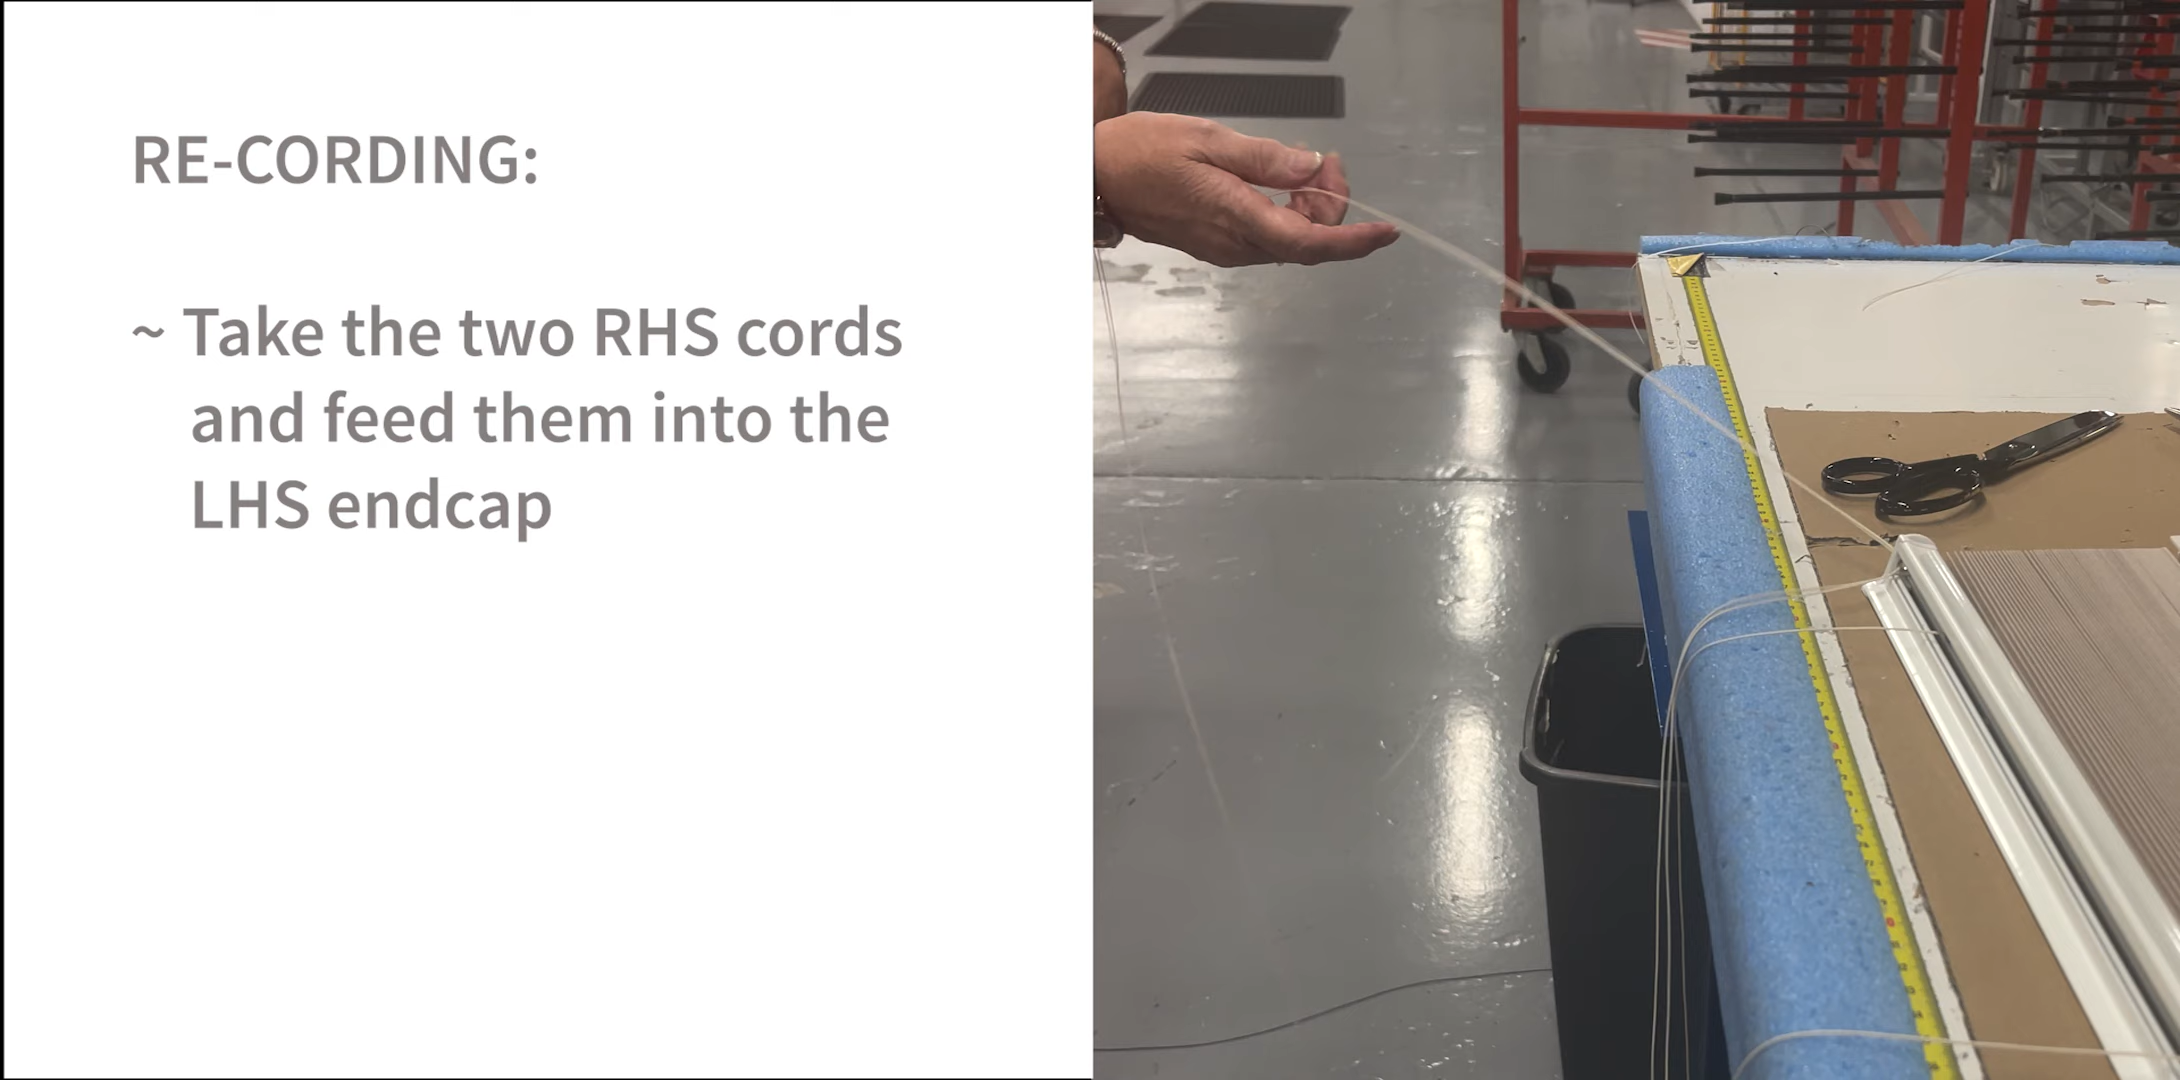 RE-CORDING:
~ Take the two RHS cords
and feed them into the
LHS endcap